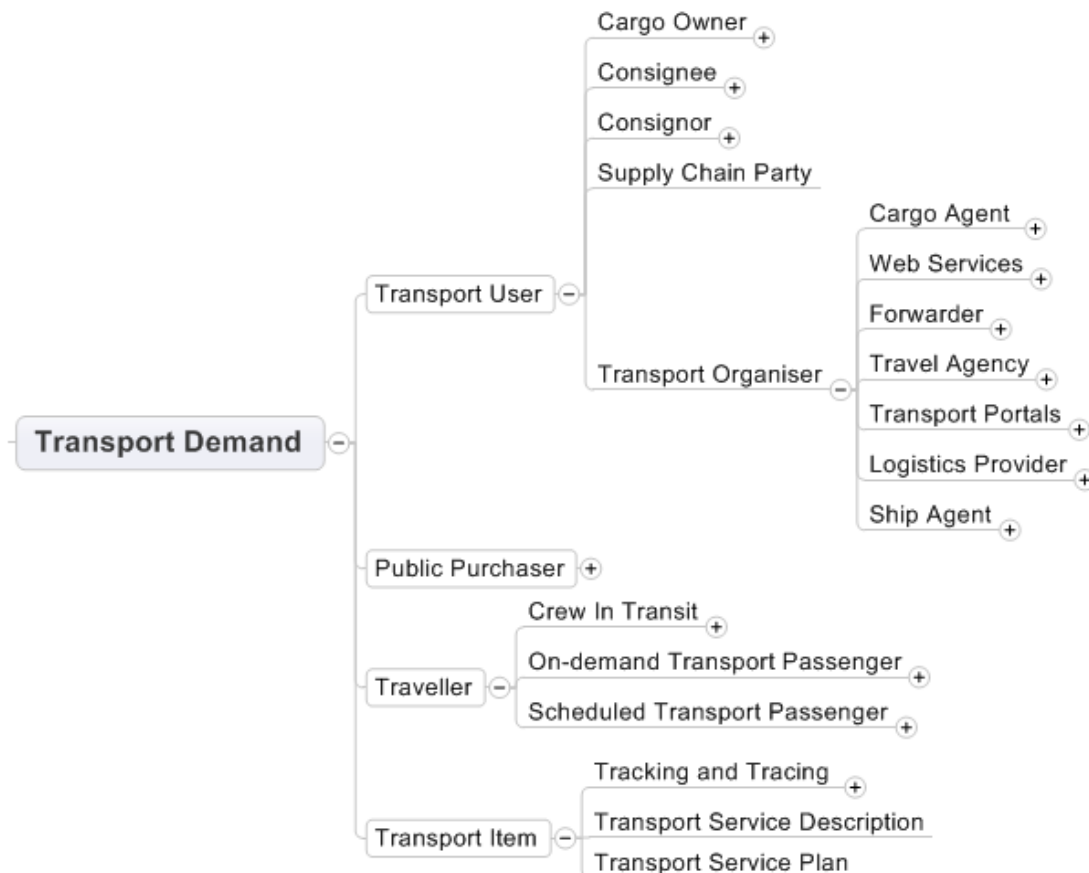 Cargo Owner
Consignee
Consignor
Supply Chain Party
Cargo Agent
Web Services
Transport User
Forwarder
Transport Organiser
Travel Agency
Transport Portals
Transport Demand
Logistics Provider
Ship Agent
Public Purchaser
Crew In Transit
On-demand Transport Passenger
Traveller
Scheduled Transport Passenger
Tracking and Tracing
Transport Service Description
Transport Item
Transport Service Plan